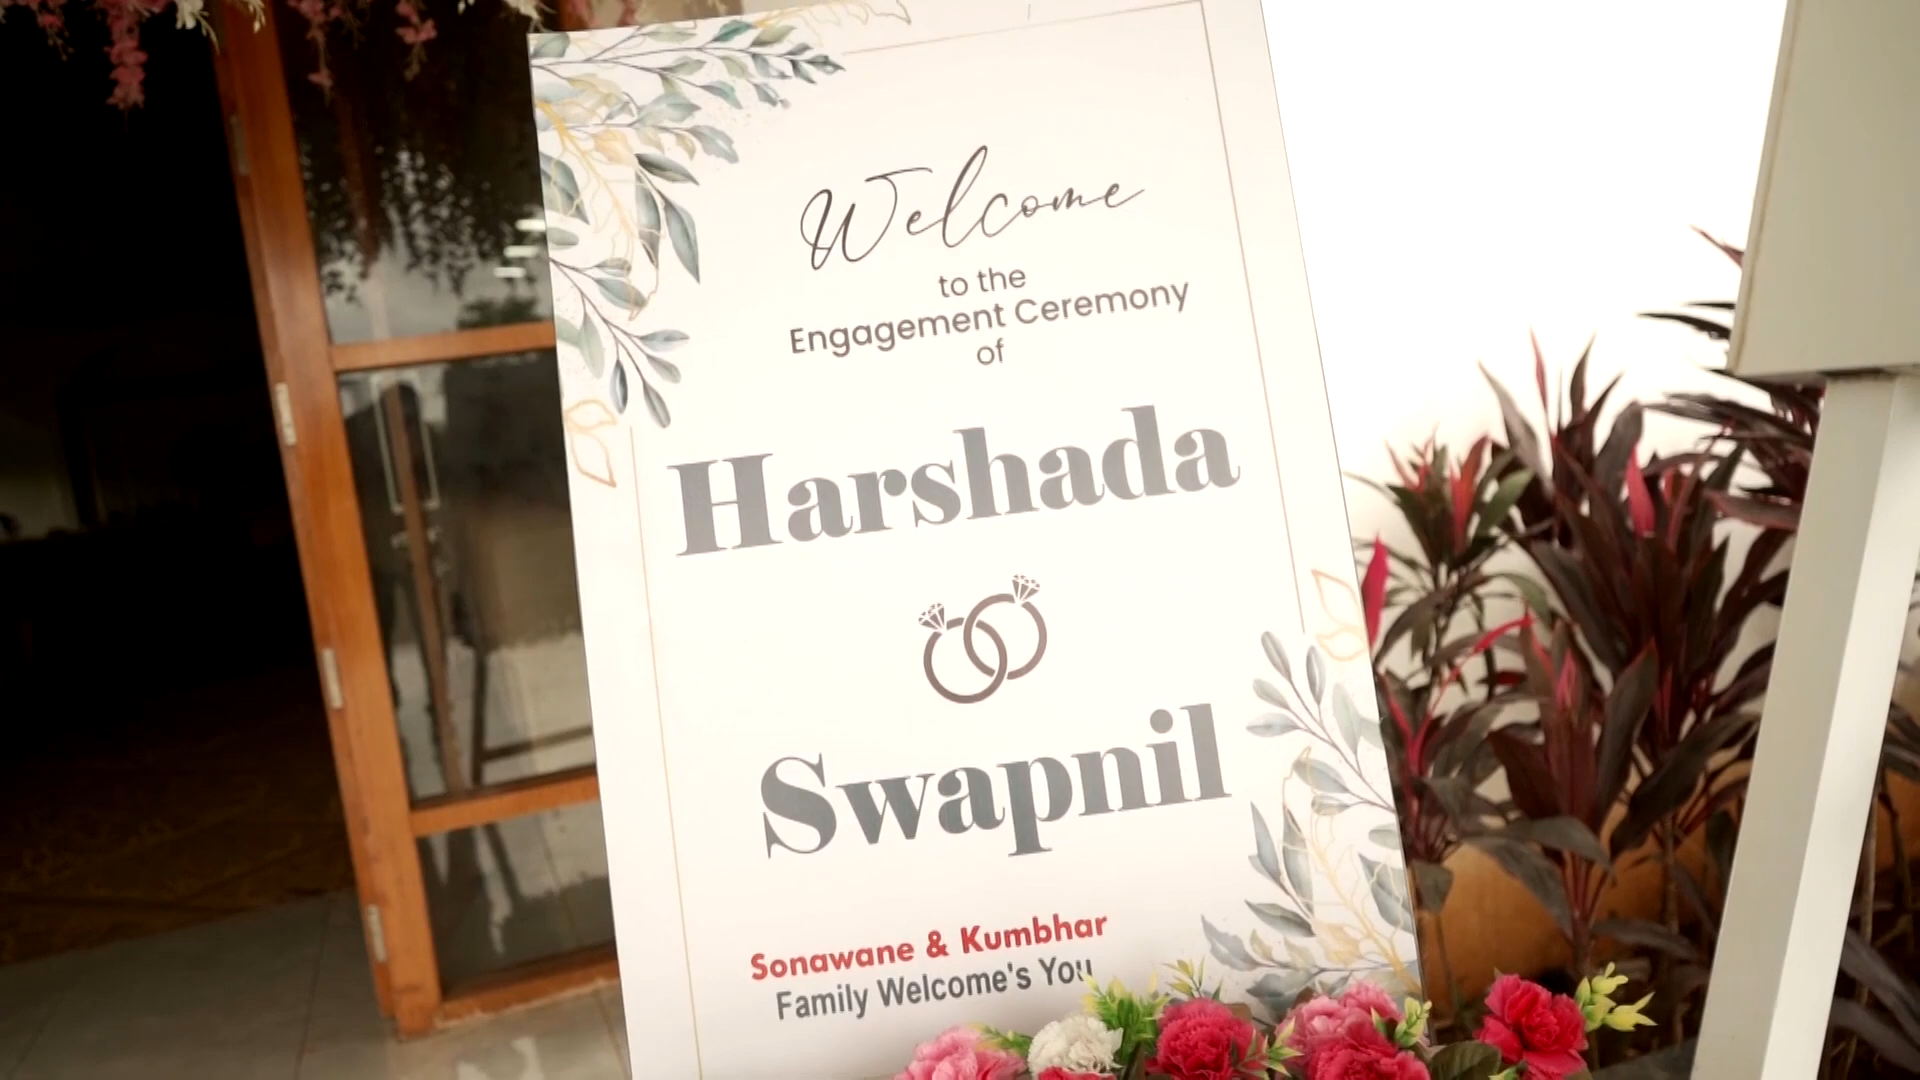 Welcome
to the
Engagement Ceremony
of
Harshada
Swapnil
Sonawane & Kumbhar
Family Welcome's You